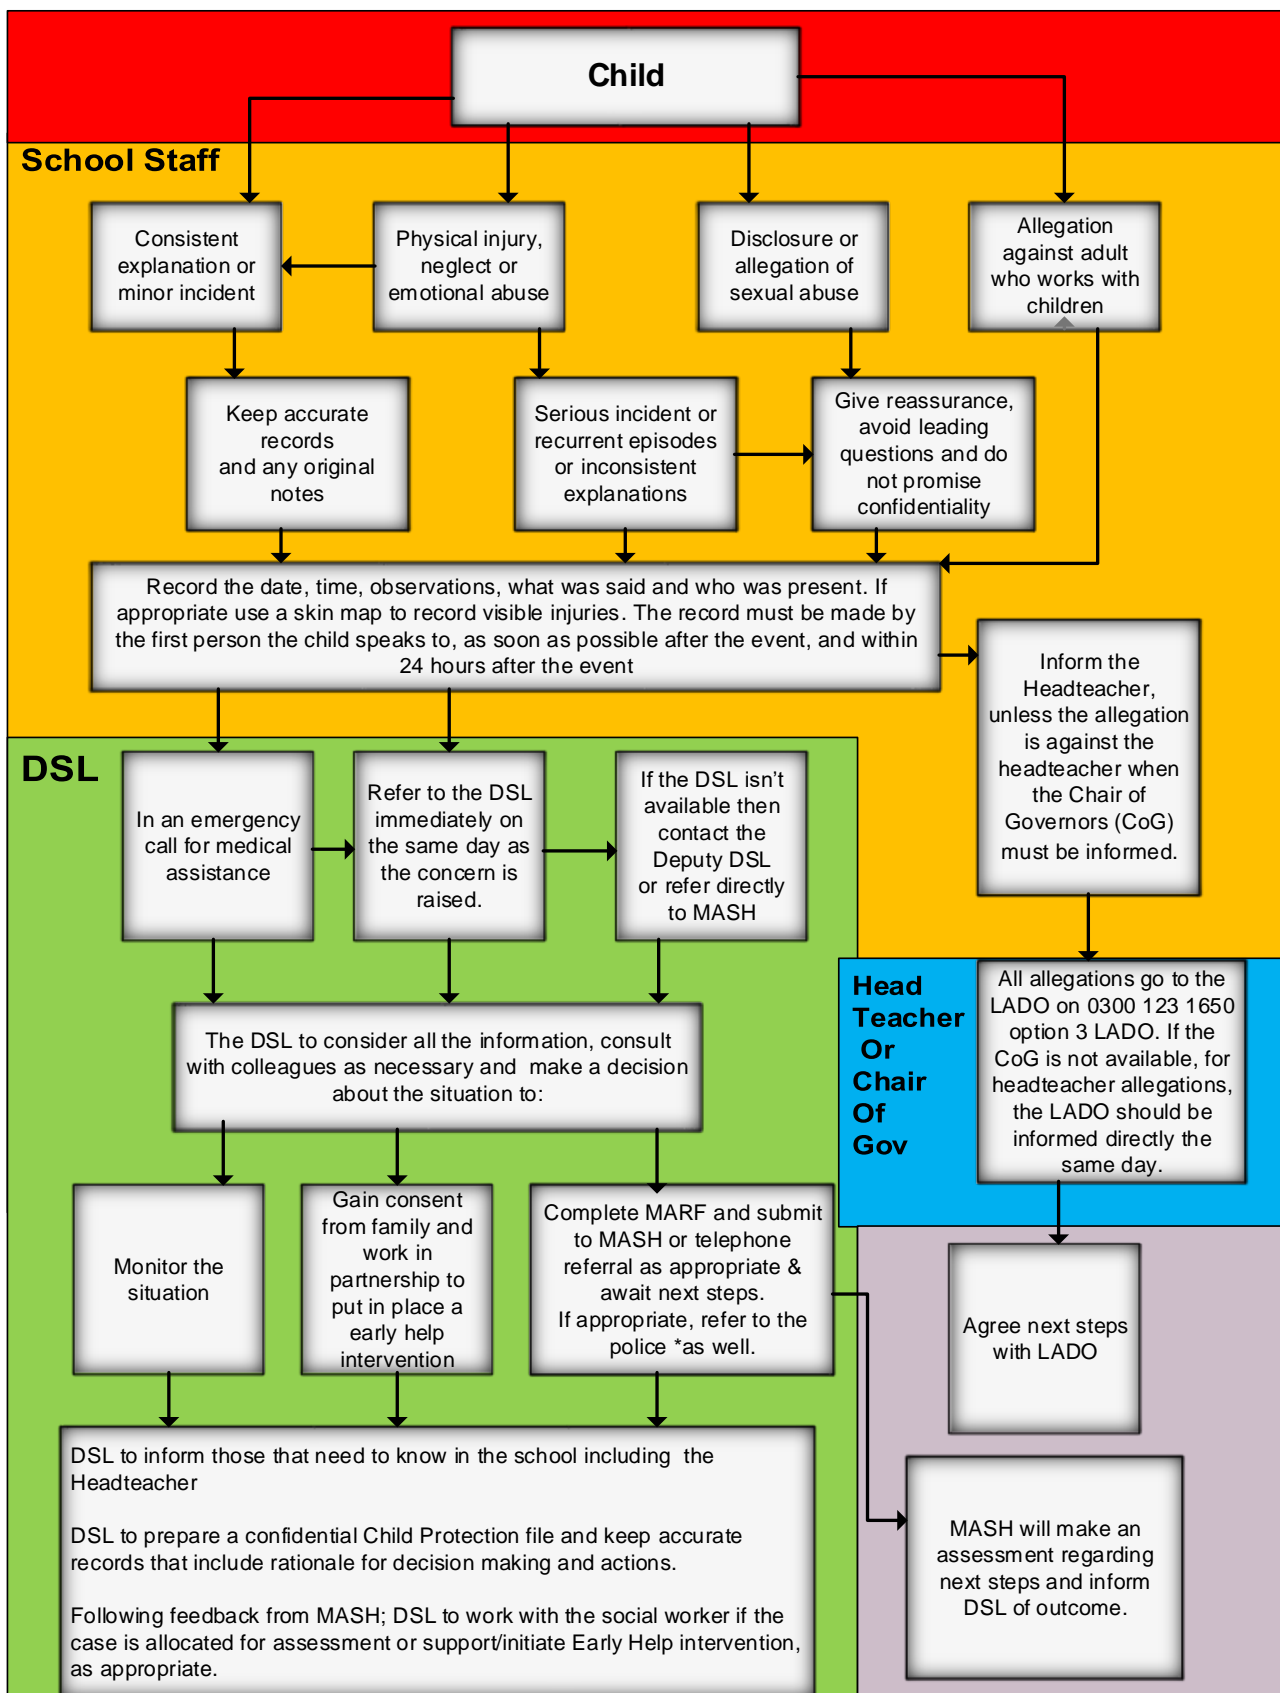 Child
School Staff
Consistent
explanation or
minor incident
Physical injury,
neglect or
emotional abuse
Disclosure or
allegation of
sexual abuse
Allegation
against adult
who works with
children
Keep accurate
records
and any original
notes
Serious incident or
recurrent episodes
or inconsistent
explanations
Give reassurance,
avoid leading
questions and do
not promise
confidentiality
Record the date, time, observations, what was said and who was present. If
appropriate use a skin map to record visible injuries. The record must be made by
the first person the child speaks to, as soon as possible after the event, and within
24 hours after the event
Inform the
Headteacher,
unless the allegation
is against the
headteacher when
the Chair of
Governors (CoG)
must be informed.
DSL
In an emergency
call for medical
assistance
Refer to the DSL
immediately on
the same day as
the concern is
raised.
If the DSL isn't
available then
contact the
Deputy DSL
or refer directly
to MASH
Head
Teacher
Or
Chair
Of
Gov
All allegations go to the
LADO on 0300 123 1650
option 3 LADO. If the
CoG is not available, for
headteacher allegations,
the LADO should be
informed directly the
same day.
The DSL to consider all the information, consult
with colleagues as necessary and  make a decision
about the situation to:
Monitor the
situation
Gain consent
from family and
work in
partnership to
put in place a
early help
intervention
Complete MARF and submit
to MASH or telephone
referral as appropriate &
await next steps.
If appropriate, refer to the
police *as well.
Agree next steps
with LADO
DSL to inform those that need to know in the school including  the
Headteacher
DSL to prepare a confidential Child Protection file and keep accurate
records that include rationale for decision making and actions.
Following feedback from MASH; DSL to work with the social worker if the
case is allocated for assessment or support/initiate Early Help intervention,
as appropriate.
MASH will make an
assessment regarding
next steps and inform
DSL of outcome.